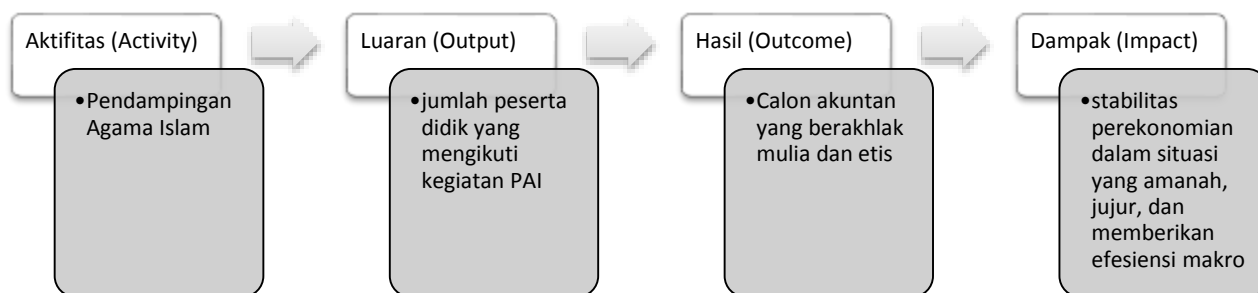 Aktifitas (Activity)
•Pendampingan
Agama Islam
Luaran (Output)
•jumlah peserta
didik yang
mengikuti
kegiatan PAI
Hasil (Outcome)
•Calon akuntan
yang berakhlak
mulia dan etis
Dampak (Impact)
•stabilitas
perekonomian
dalam situasi
yang amanah,
jujur, dan
memberikan
efesiensi makro